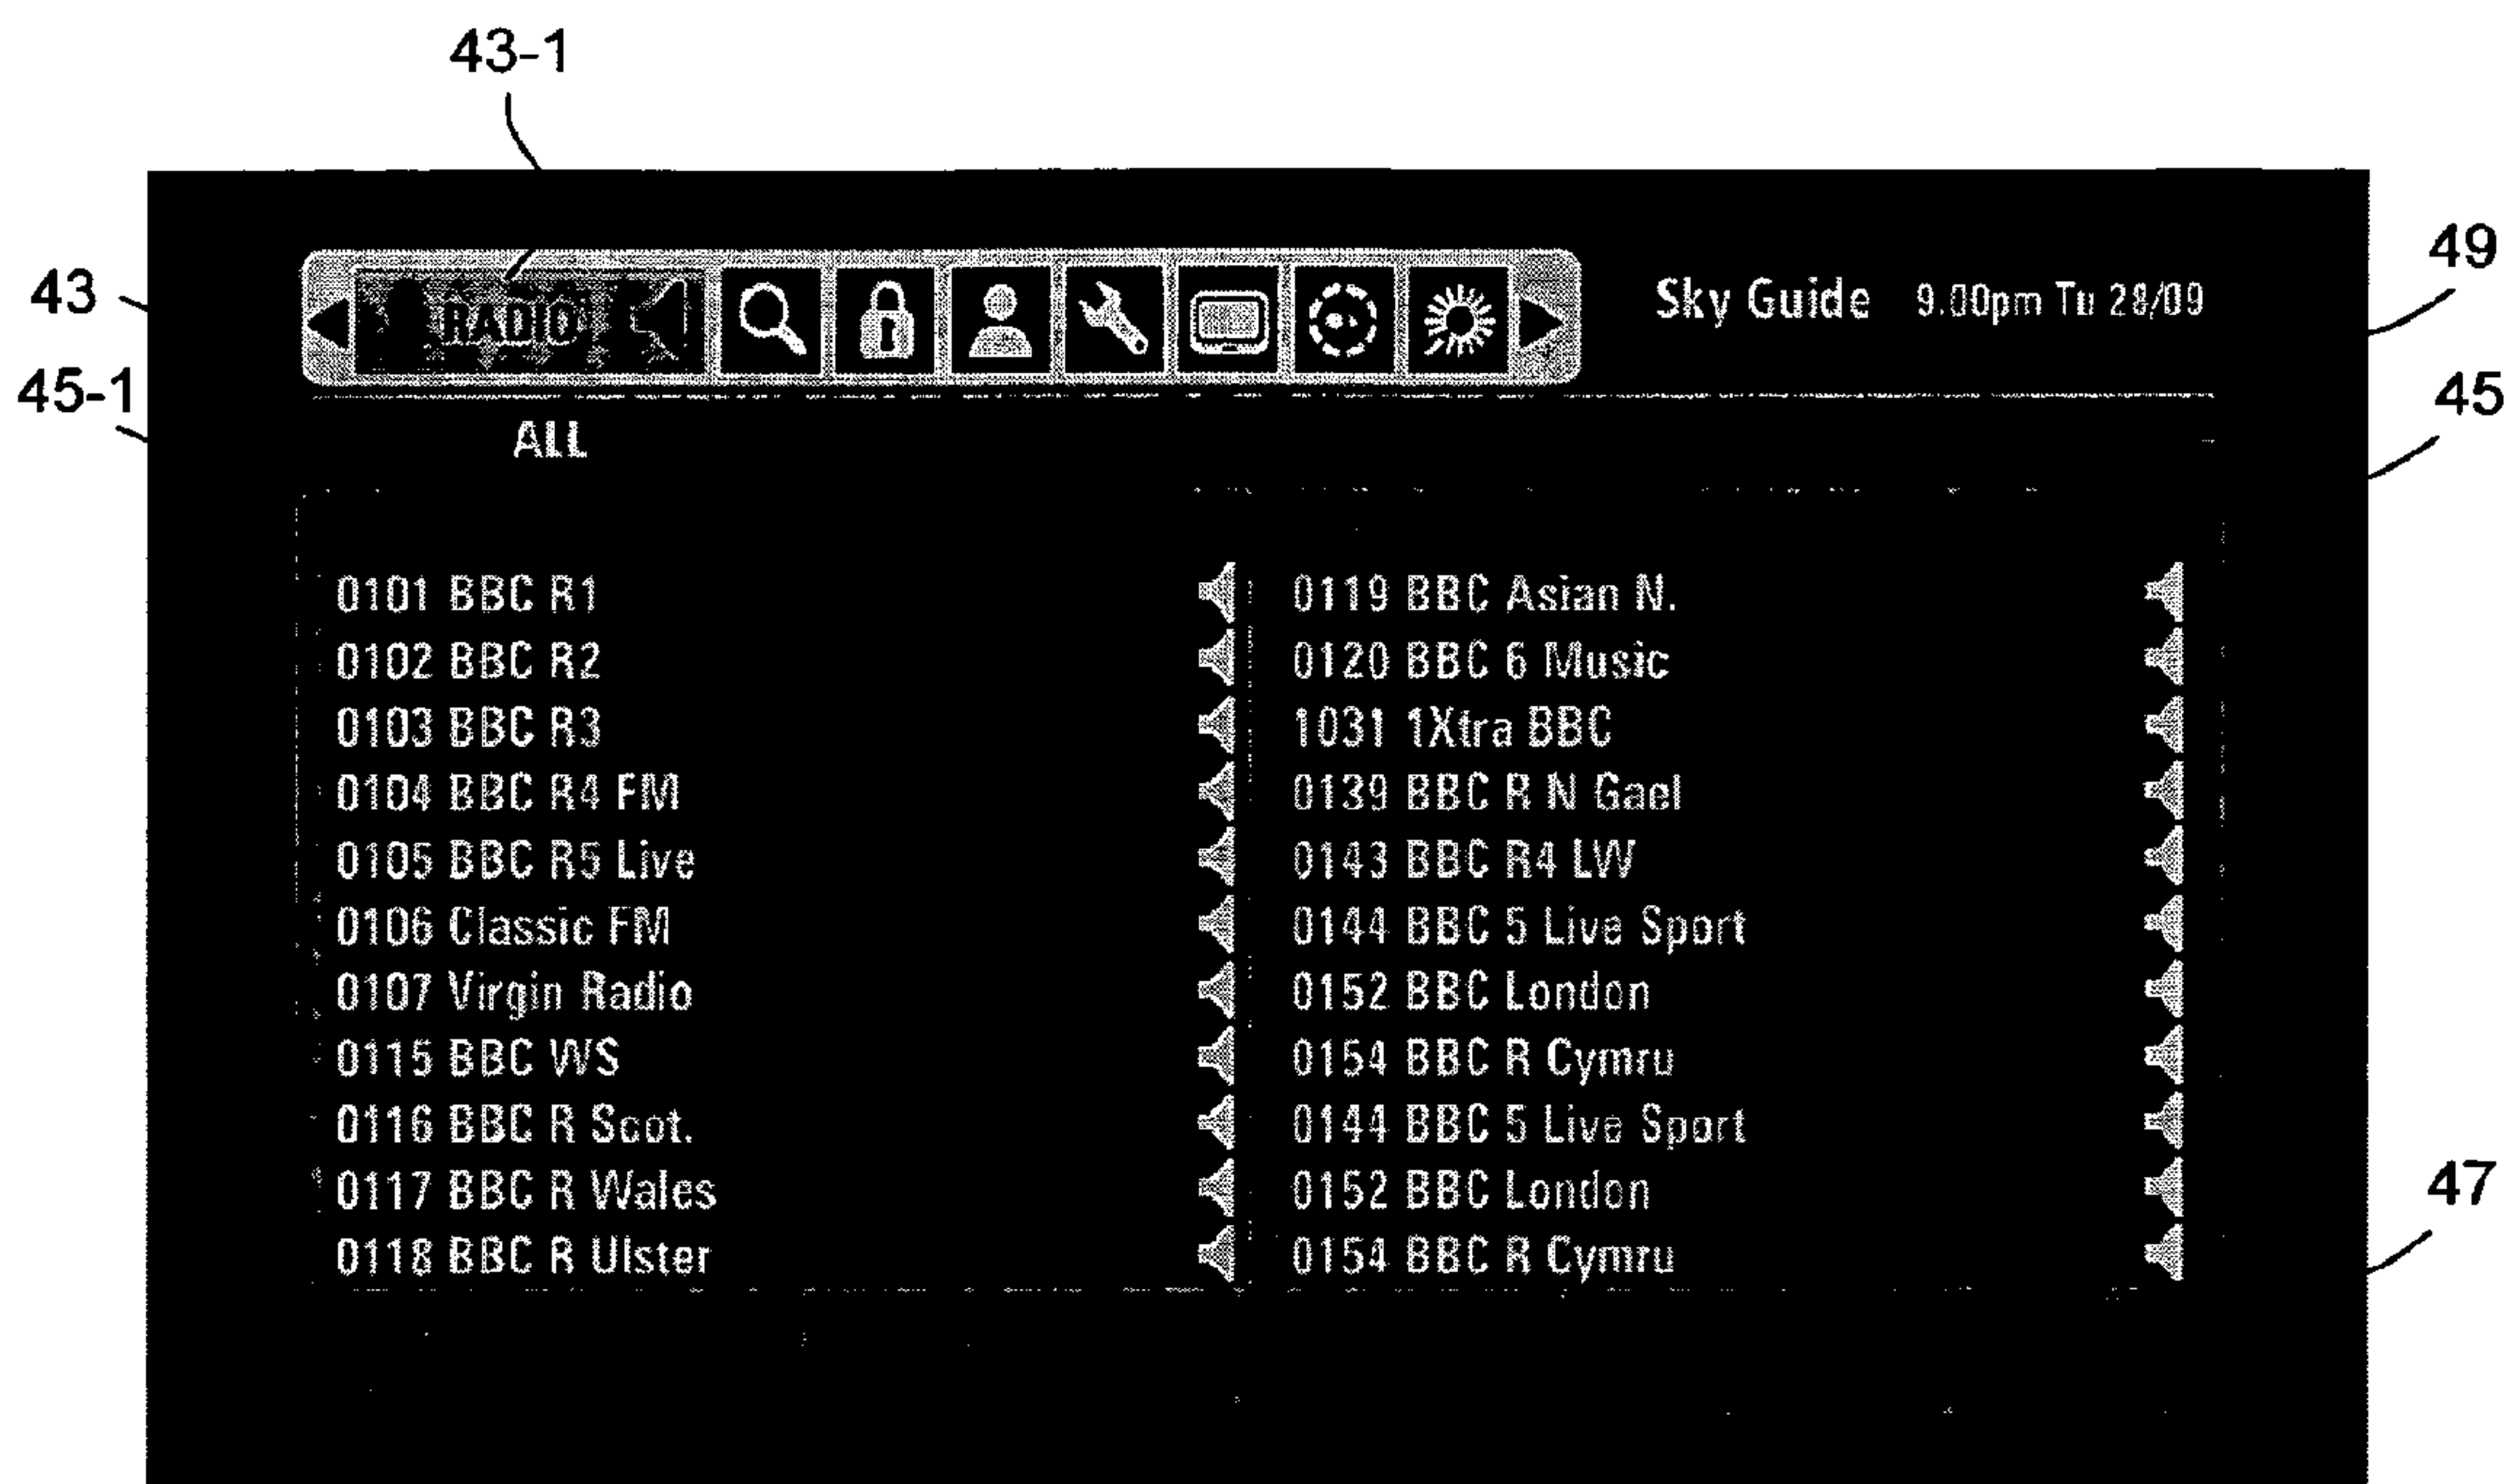 43-1
43
RADIO
Sky Guide 9.00pm Tu 28/09
49
45-1
45
ALL
0101 BBC R1
0102 BBC R2
0103 BBC R3
0104 BBC R4 FM
0105 BBC R5 Live
0106 Classic FM
0107 Virgin Radio
0115 BBC WS
0116 BBC R Scot.
0117 BBC R Wales
0118 BBC R Ulster
0119 BBC Asian N.
0120 BBC 6 Music
1031 1Xtra BBC
0139 BBC R N Gael
0143 BBC R4 LW
0144 BBC 5 Live Sport
0152 BBC London
0154 BBC R Cymru
0144 BBC 5 Live Sport
0152 BBC London
0154 BBC R Cymru
47